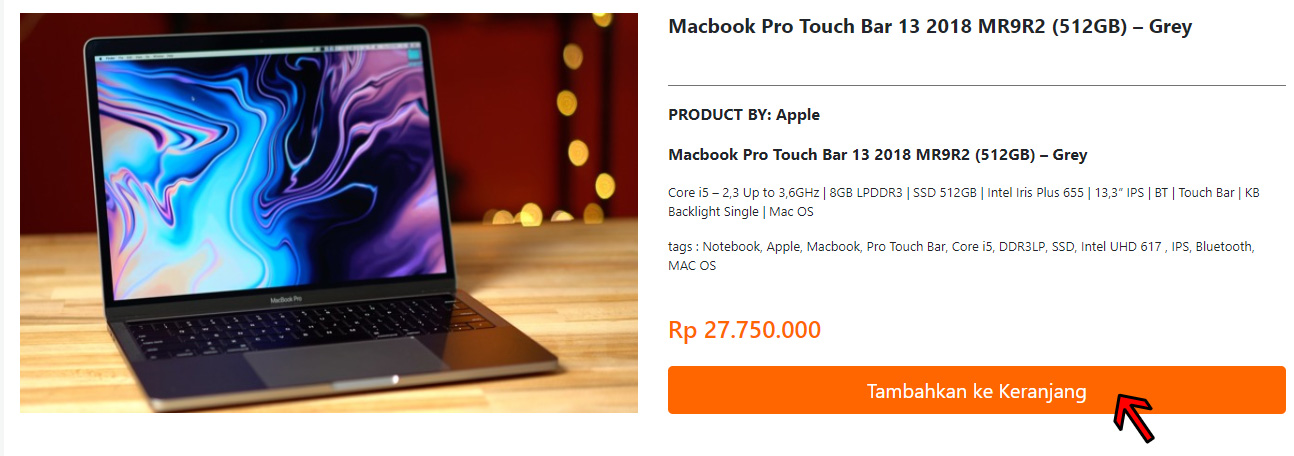 Macbook Pro Touch Bar 13 2018 MR9R2 (512GB) – Grey
PRODUCT BY: Apple
Macbook Pro Touch Bar 13 2018 MR9R2 (512GB) – Grey
Core i5 – 2,3 Up to 3,6GHz | 8GB LPDDR3 | SSD 512GB | Intel Iris Plus 655 | 13,3” IPS | BT | Touch Bar | KB
Backlight Single | Mac OS
tags : Notebook, Apple, Macbook, Pro Touch Bar, Core i5, DDR3LP, SSD, Intel UHD 617 , IPS, Bluetooth,
MAC OS
Rp 27.750.000
Tambahkan ke Keranjang
MacBook Pro